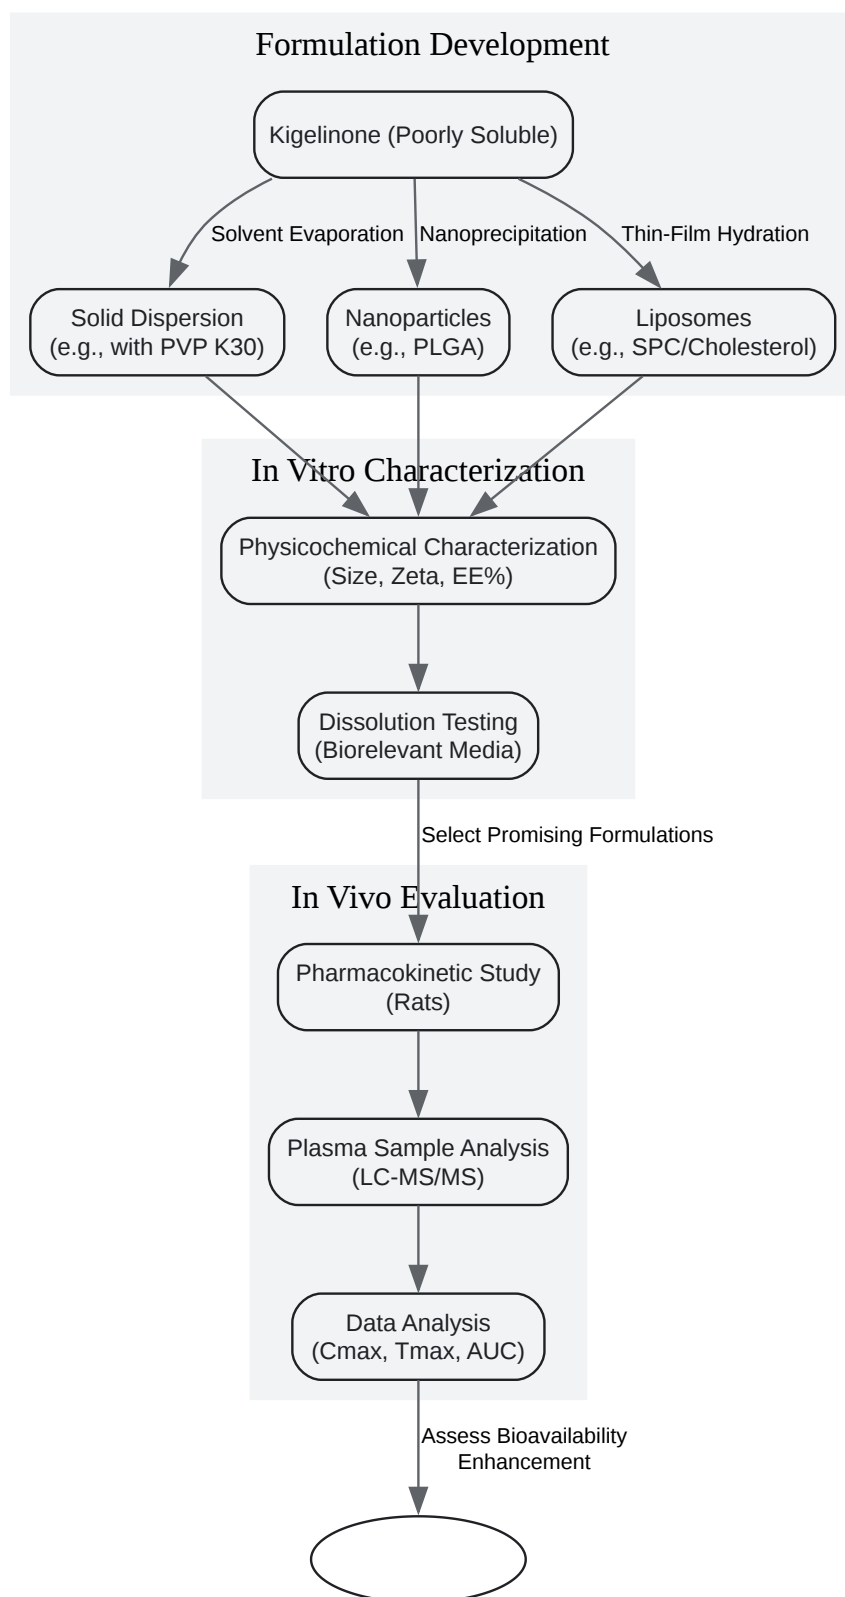 Formulation Development
Kigelinone (Poorly Soluble)
Solvent Evaporation
Nanoprecipitation
Thin-Film Hydration
Solid Dispersion
(e.g., with PVP K30)
Nanoparticles
(e.g., PLGA)
Liposomes
(e.g., SPC/Cholesterol)
In Vitro Characterization
Physicochemical Characterization
(Size, Zeta, EE%)
Dissolution Testing
(Biorelevant Media)
Select Promising Formulations
In Vivo Evaluation
Pharmacokinetic Study
(Rats)
Plasma Sample Analysis
(LC-MS/MS)
Data Analysis
(Cmax, Tmax, AUC)
Assess Bioavailability
Enhancement